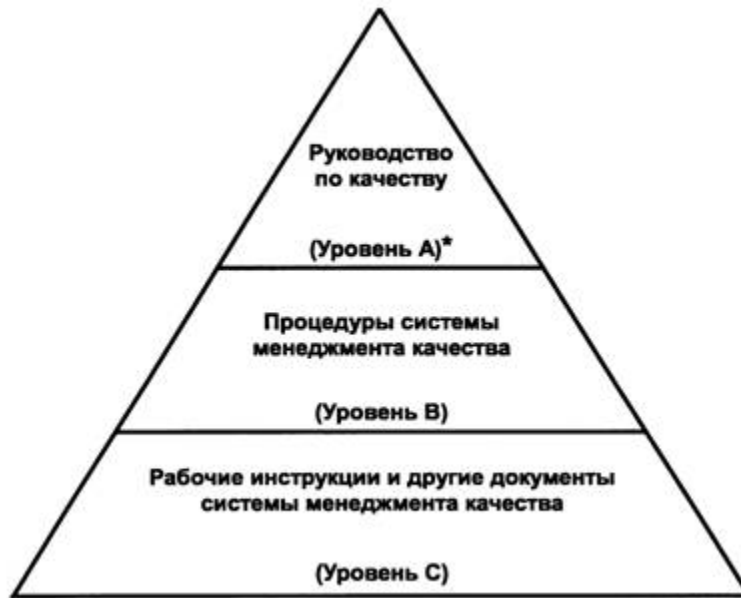 Руководство
по качеству
(Уровень А)*
Процедуры системы
менеджмента качества
(Уровень В)
Рабочие инструкции и другие документы
системы менеджмента качества
(Уровень С)